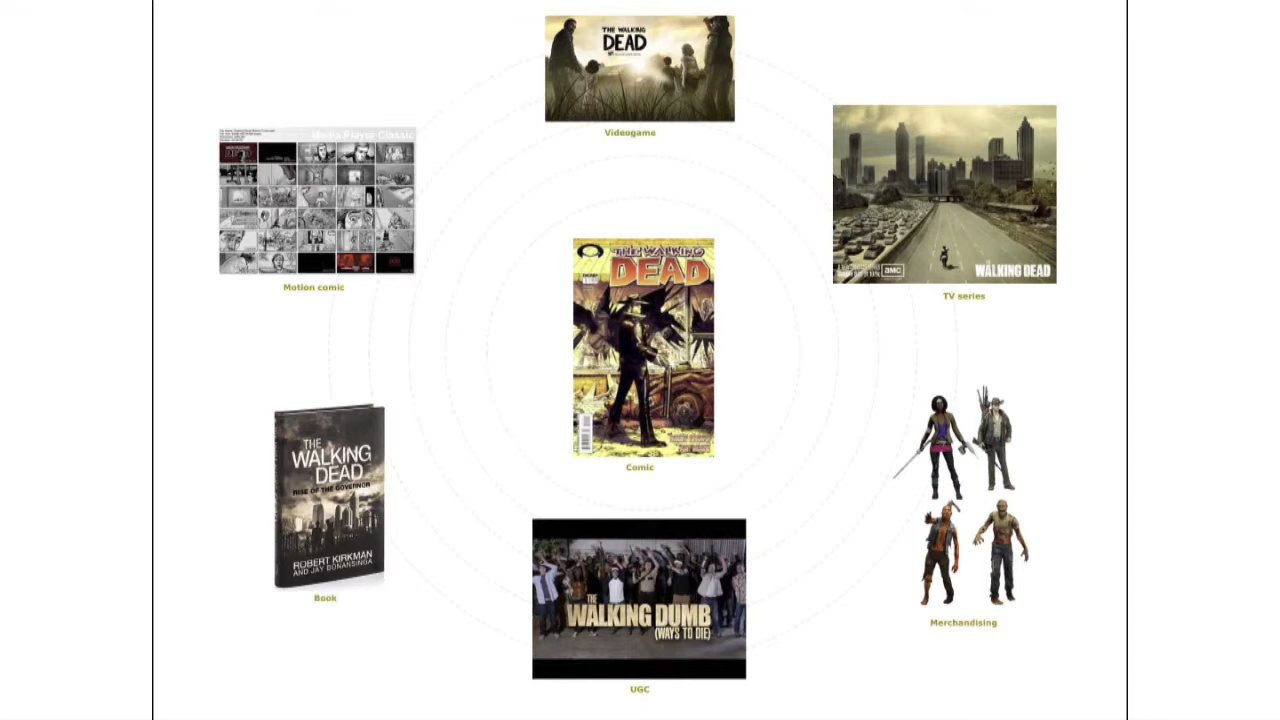 THE WALKING
DEAD
Videogame
Media Player Classic
Motion comic
AMC
THE
WALKING DEAD
TV series
THE WALKING
DEAD
Comic
THE
WALKING
DEAD
RISE OF THE GOVERNOR
ROBERT KIRKMAN
AND JAY BONANSINGA
Book
THE
WALKING DUMB
(WAYS TO DIE)
UGC
Merchandising